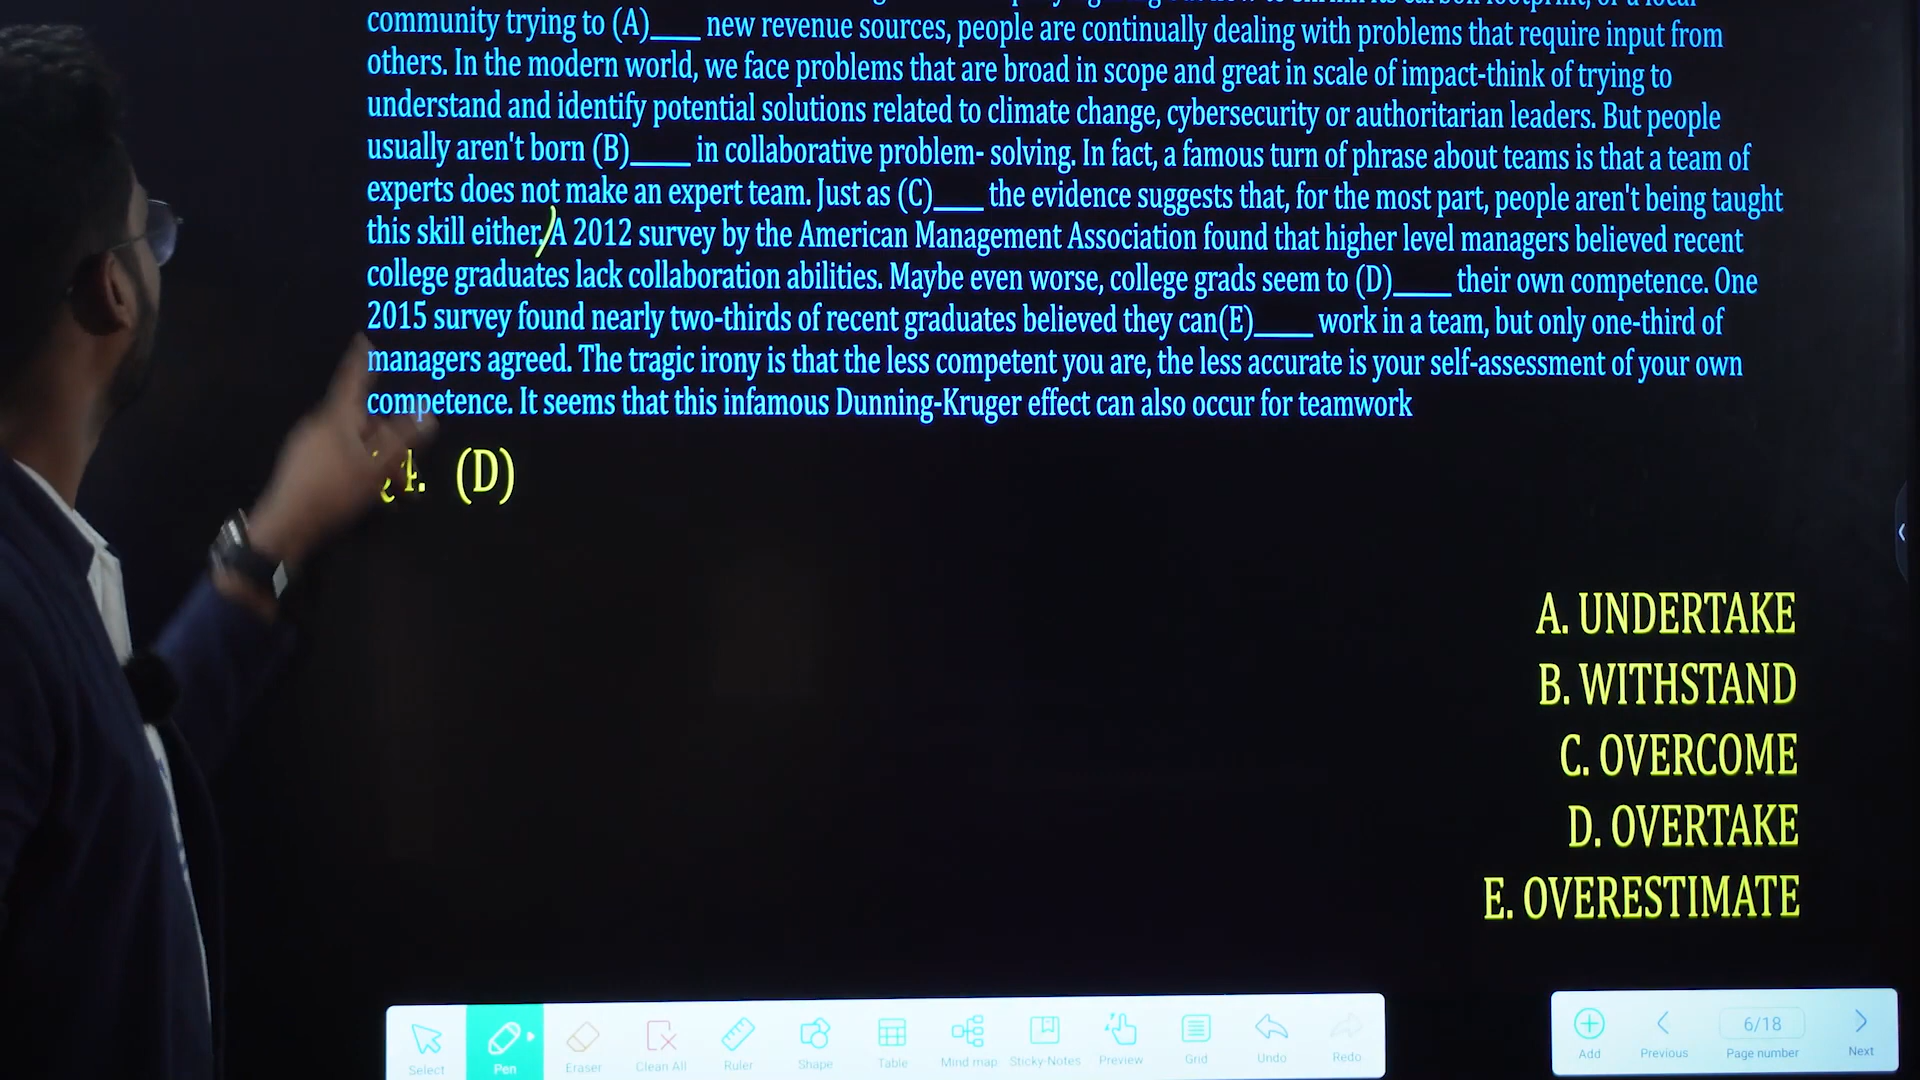 community trying to (A)____ new revenue sources, people are continually dealing with problems that require input from
others. In the modern world, we face problems that are broad in scope and great in scale of impact-think of trying to
understand and identify potential solutions related to climate change, cybersecurity or authoritarian leaders. But people
usually aren't born (B)____ in collaborative problem- solving. In fact, a famous turn of phrase about teams is that a team of
experts does not make an expert team. Just as (C)____ the evidence suggests that, for the most part, people aren't being taught
this skill either. A 2012 survey by the American Management Association found that higher level managers believed recent
college graduates lack collaboration abilities. Maybe even worse, college grads seem to (D)____ their own competence. One
2015 survey found nearly two-thirds of recent graduates believed they can(E)____ work in a team, but only one-third of
managers agreed. The tragic irony is that the less competent you are, the less accurate is your self-assessment of your own
competence. It seems that this infamous Dunning-Kruger effect can also occur for teamwork
(D)
A. UNDERTAKE
B. WITHSTAND
C. OVERCOME
D. OVERTAKE
E. OVERESTIMATE
Select Pen Eraser Clean All Ruler Shape Table Mind map Sticky-Notes Preview Grid Undo Redo
6/18
Add Previous Page number Next